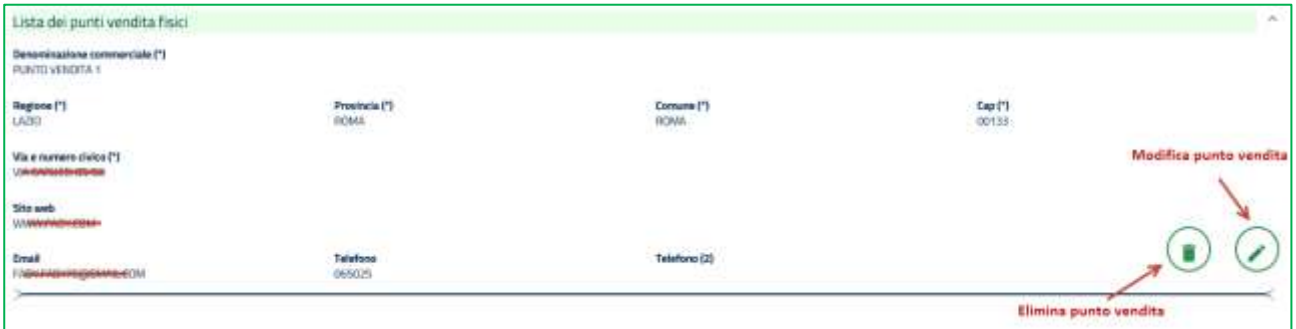 Lista dei punti vendita fisici
Denominazione commerciale (*)
PUNTO VENDITA 1
Regione (*) Provincia (*) Comune (*) Cap (*)
LAZIO ROMA ROMA 00133
Via e numero civico (*)
Modifica punto vendita
Sito web
Email Telefono Telefono (2)
065025
Elimina punto vendita